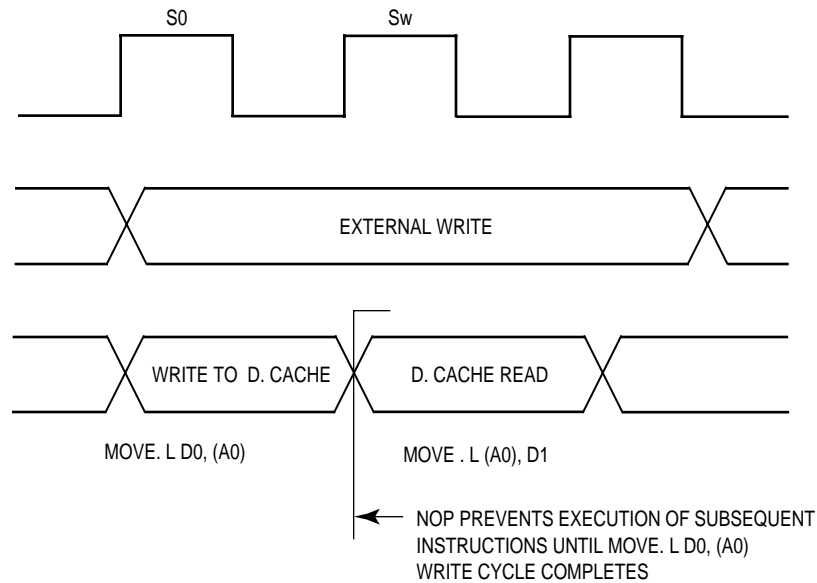 S0 Sw
EXTERNAL WRITE
WRITE TO D. CACHE D. CACHE READ
MOVE. L D0, (A0) MOVE . L (A0), D1
NOP PREVENTS EXECUTION OF SUBSEQUENT
INSTRUCTIONS UNTIL MOVE. L D0, (A0)
WRITE CYCLE COMPLETES